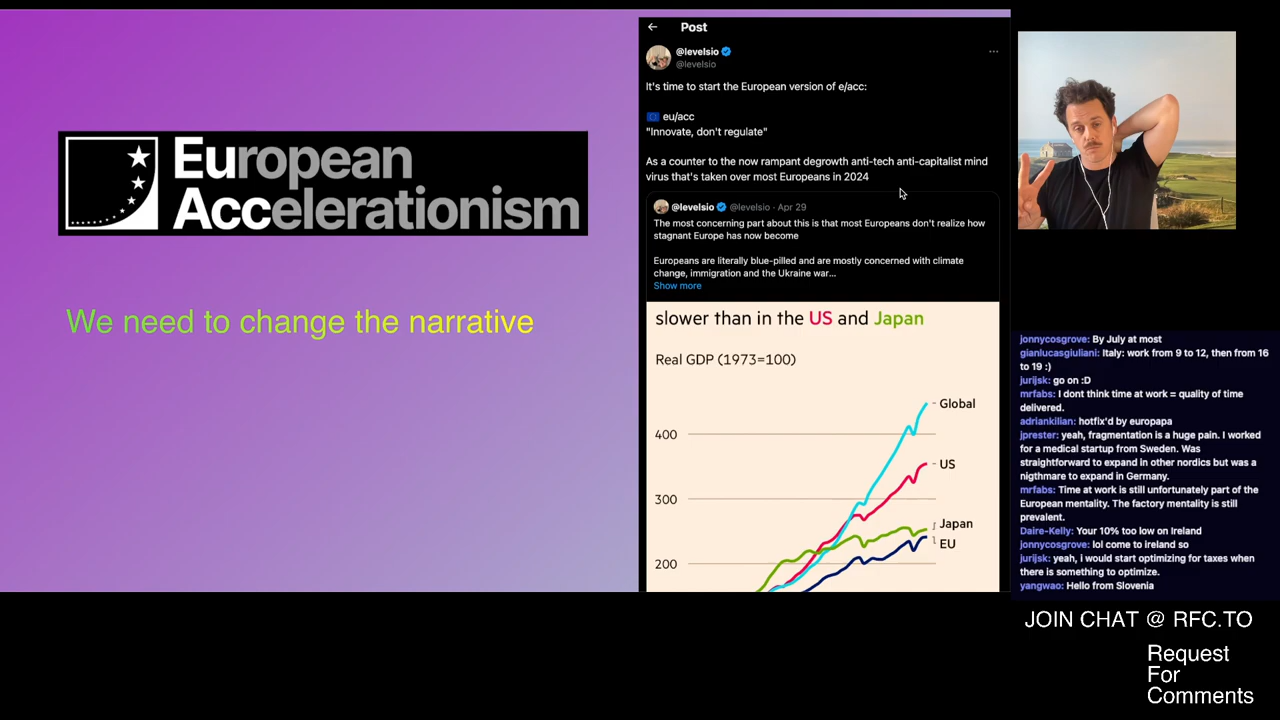 European
Accelerationism
We need to change the narrative
Post
@levelsio
@levelsio
It's time to start the European version of e/acc:
🇪🇺 eu/acc
"Innovate, don't regulate"
As a counter to the now rampant degrowth anti-tech anti-capitalist mind
virus that's taken over most Europeans in 2024
@levelsio @levelsio · Apr 29
The most concerning part about this is that most Europeans don't realize how
stagnant Europe has now become
Europeans are literally blue-pilled and are mostly concerned with climate
change, immigration and the Ukraine war...
Show more
slower than in the US and Japan
Real GDP (1973=100)
Global
400
US
300
Japan
EU
200
jonnycosgrove: By July at most
gianlucasgiuliani: Italy: work from 9 to 12, then from 16
to 19 :)
jurijsk: go on :D
mrfabs: I dont think time at work = quality of time
delivered.
adriankilian: hotfix'd by europapa
jprester: yeah, fragmentation is a huge pain. I worked
for a medical startup from Sweden. Was
straightforward to expand in other nordics but was a
nigthmare to expand in Germany.
mrfabs: Time at work is still unfortunately part of the
European mentality. The factory mentality is still
prevalent.
Daire-Kelly: Your 10% too low on Ireland
jonnycosgrove: lol come to ireland so
jurijsk: yeah, i would start optimizing for taxes when
there is something to optimize.
yangwao: Hello from Slovenia
JOIN CHAT @ RFC.TO
Request
For
Comments